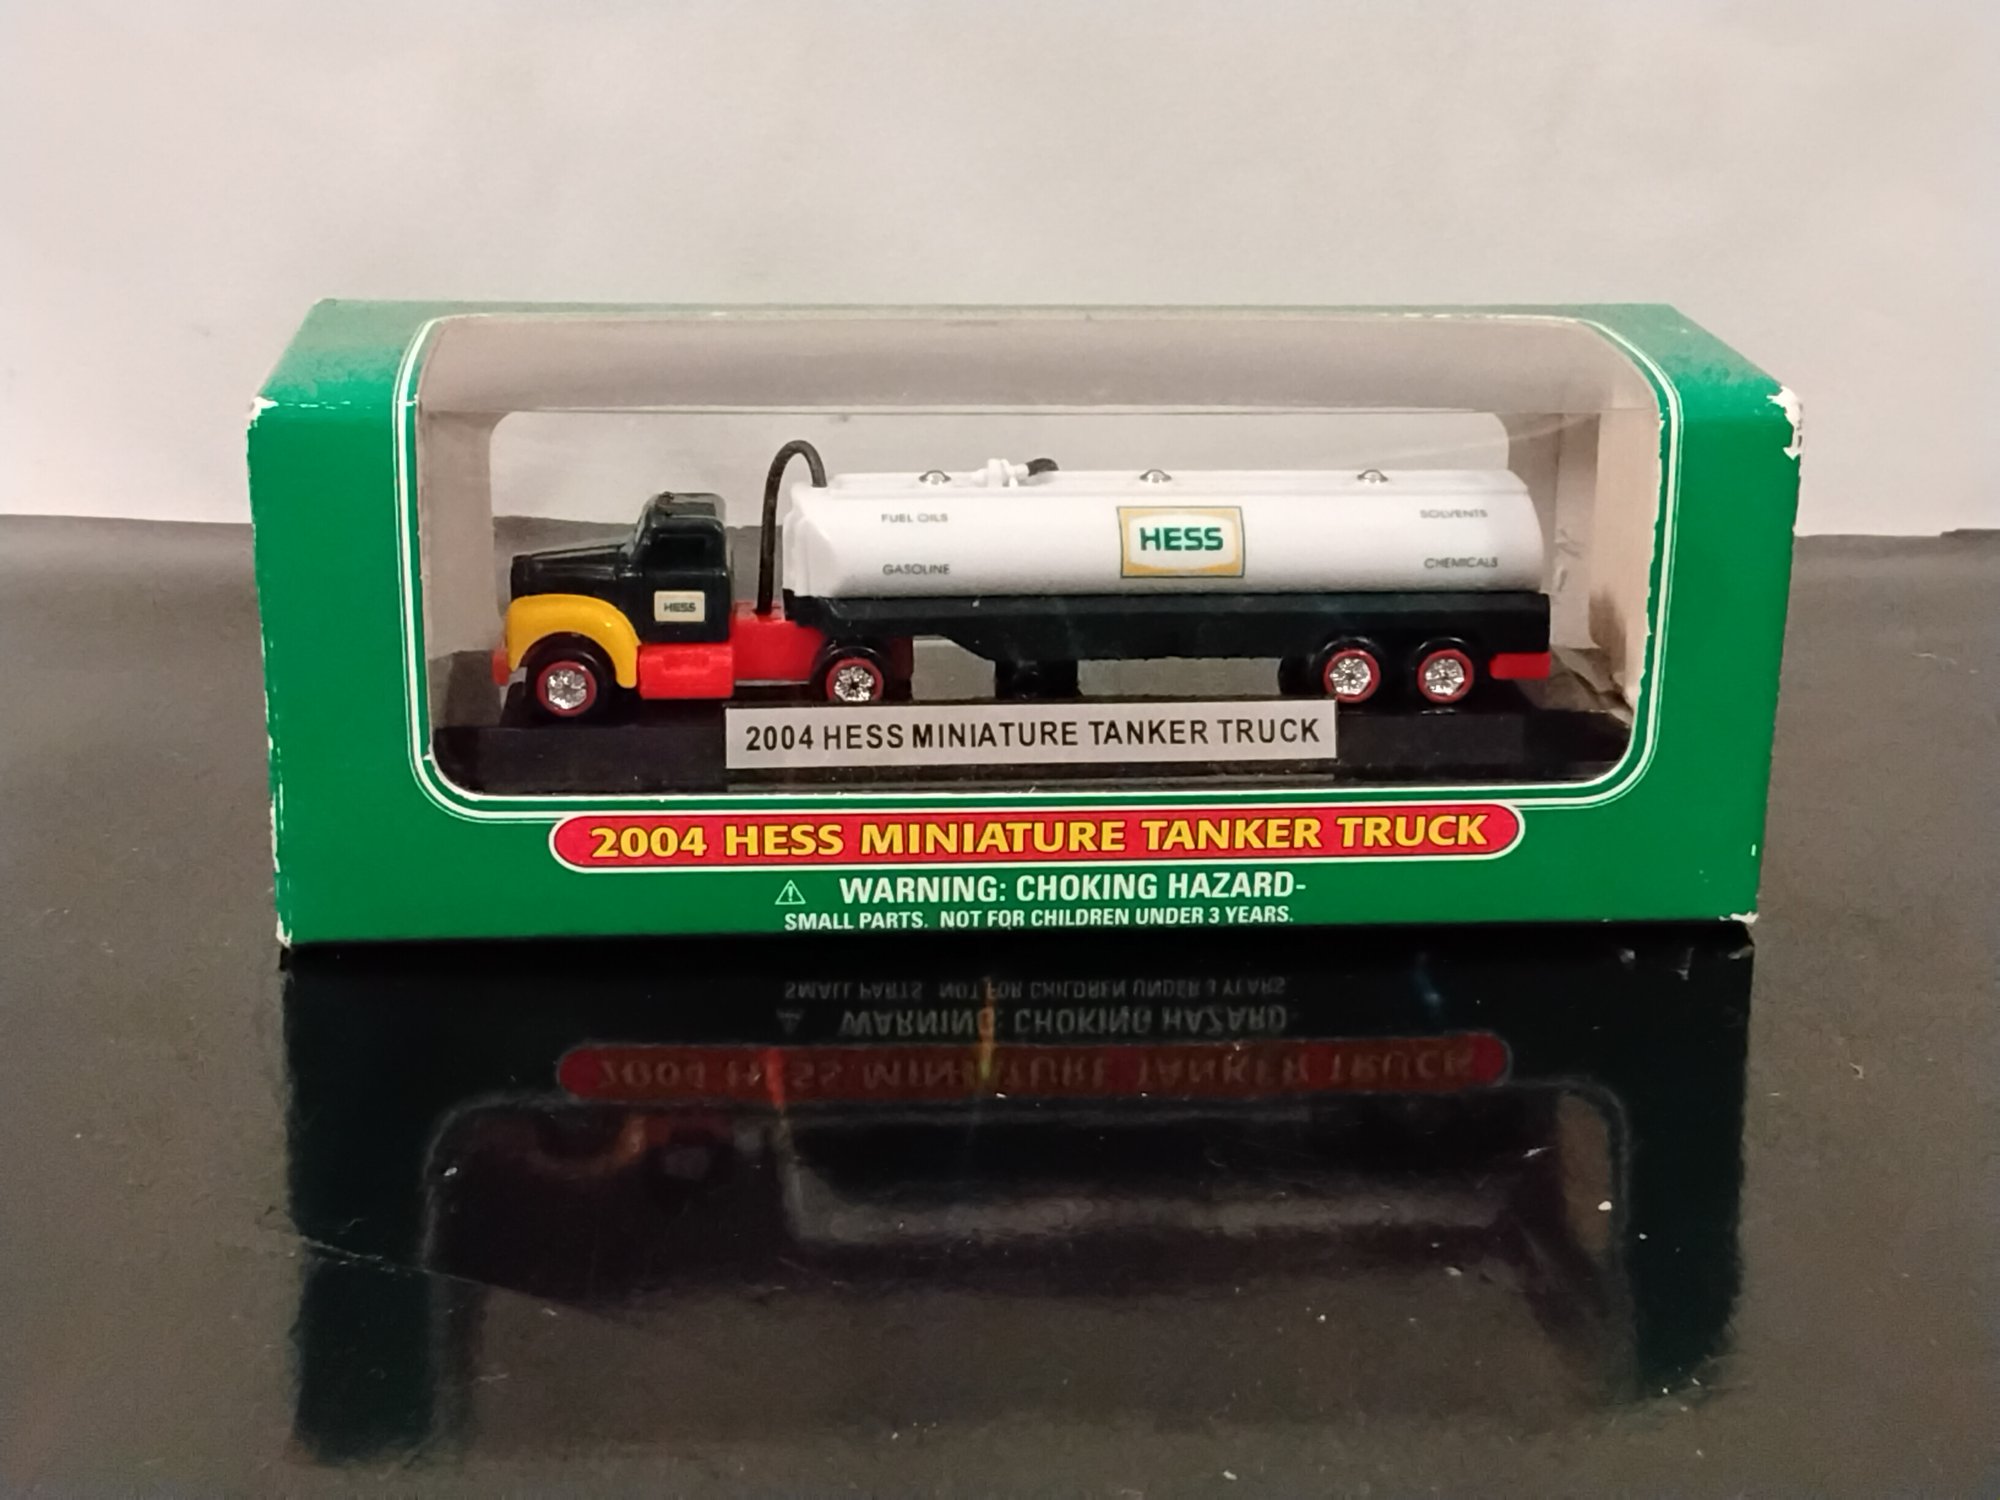 FUEL OILS
SOLVENTS
HESS
GASOLINE
CHEMICALS
HESS
2004 HESS MINIATURE TANKER TRUCK
2004 HESS MINIATURE TANKER TRUCK
WARNING: CHOKING HAZARD-
SMALL PARTS. NOT FOR CHILDREN UNDER 3 YEARS.